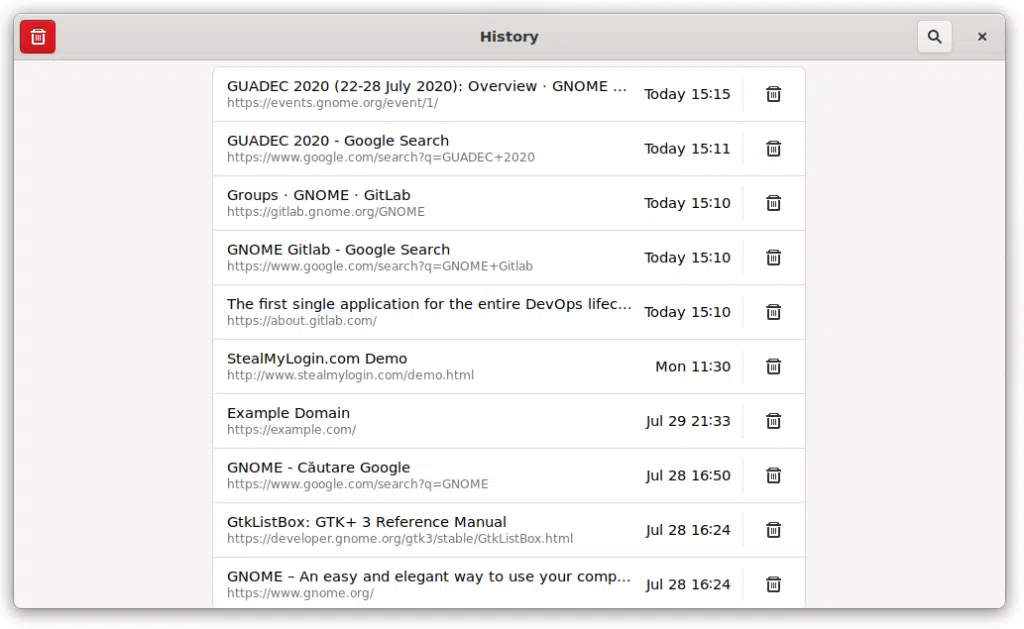 History
GUADEC 2020 (22-28 July 2020): Overview · GNOME ...
https://events.gnome.org/event/1/
Today 15:15
GUADEC 2020 - Google Search
https://www.google.com/search?q=GUADEC+2020
Today 15:11
Groups · GNOME · GitLab
https://gitlab.gnome.org/GNOME
Today 15:10
GNOME Gitlab - Google Search
https://www.google.com/search?q=GNOME+Gitlab
Today 15:10
The first single application for the entire DevOps lifec...
https://about.gitlab.com/
Today 15:10
StealMyLogin.com Demo
http://www.stealmylogin.com/demo.html
Mon 11:30
Example Domain
https://example.com/
Jul 29 21:33
GNOME - Căutare Google
https://www.google.com/search?q=GNOME
Jul 28 16:50
GtkListBox: GTK+ 3 Reference Manual
https://developer.gnome.org/gtk3/stable/GtkListBox.html
Jul 28 16:24
GNOME – An easy and elegant way to use your comp...
https://www.gnome.org/
Jul 28 16:24